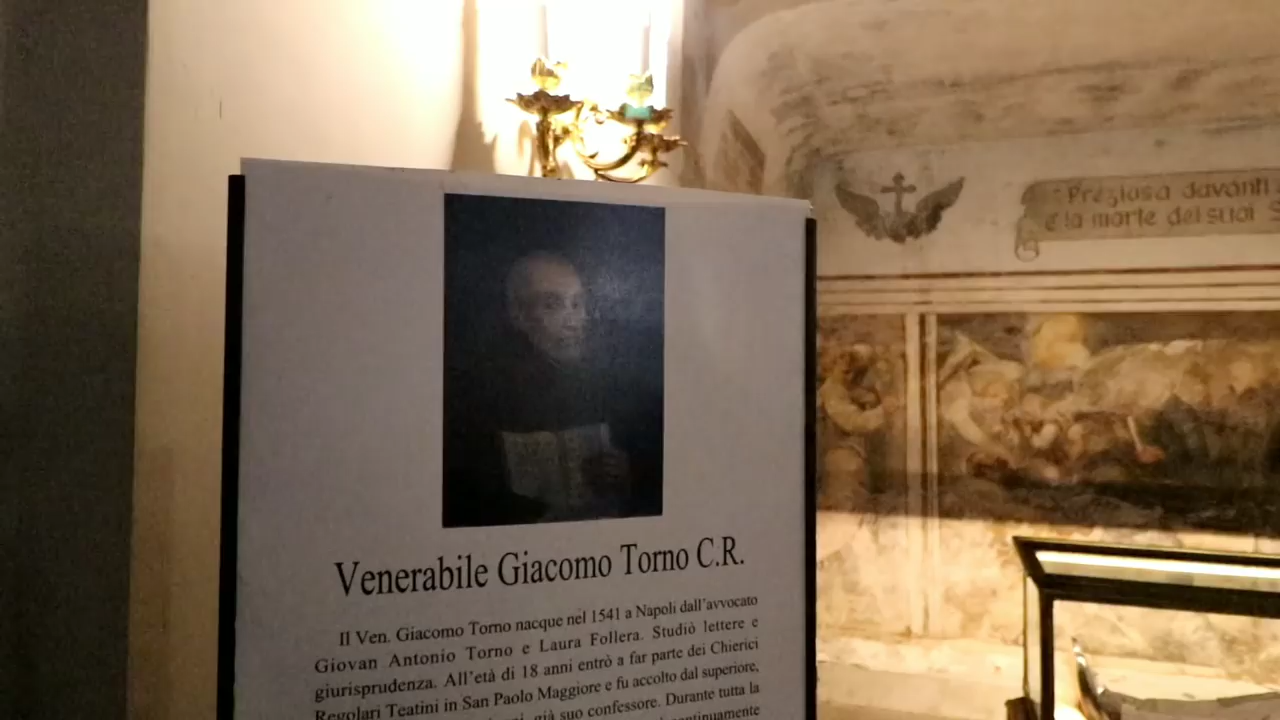 Preziosa davanti
è la morte dei suoi S
Venerabile Giacomo Torno C.R.
Il Ven. Giacomo Torno nacque nel 1541 a Napoli dall'avvocato
Giovan Antonio Torno e Laura Follera. Studiò lettere e
giurisprudenza. All'età di 18 anni entrò a far parte dei Chierici
Regolari Teatini in San Paolo Maggiore e fu accolto dal superiore,
già suo confessore. Durante tutta la
continuamente